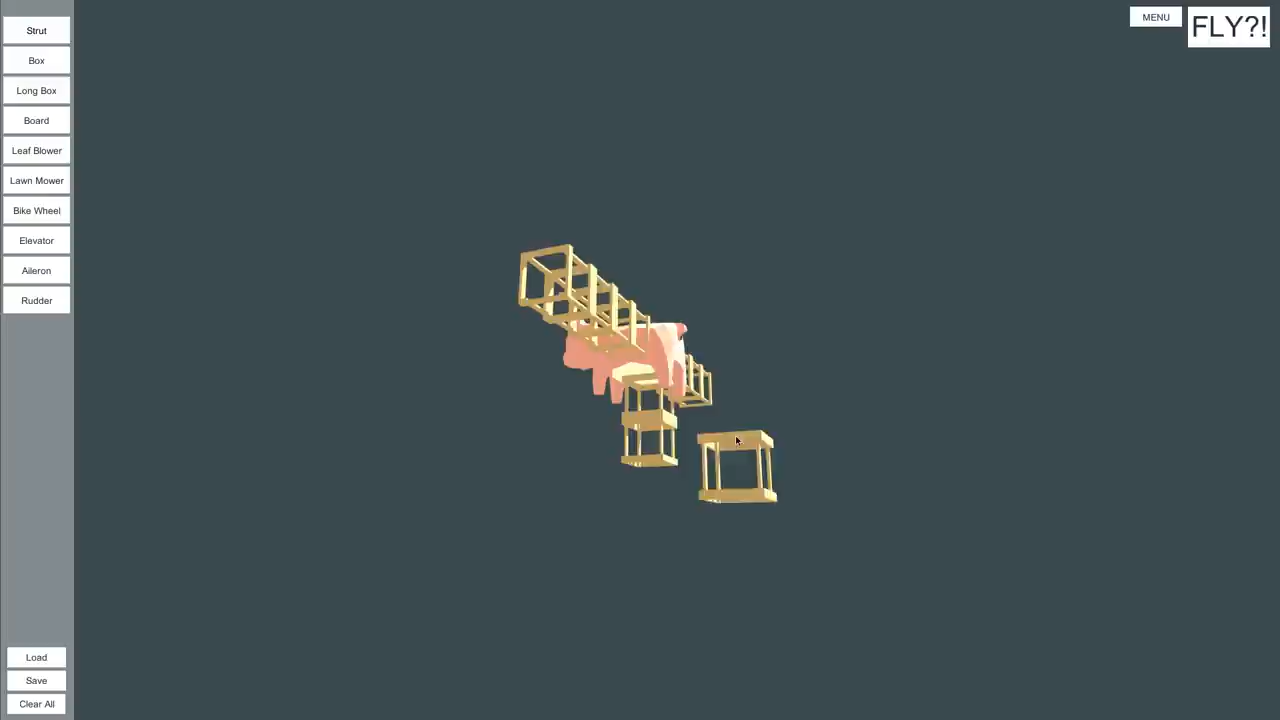 Strut
Box
Long Box
Board
Leaf Blower
Lawn Mower
Bike Wheel
Elevator
Aileron
Rudder
Load
Save
Clear All
MENU
FLY?!